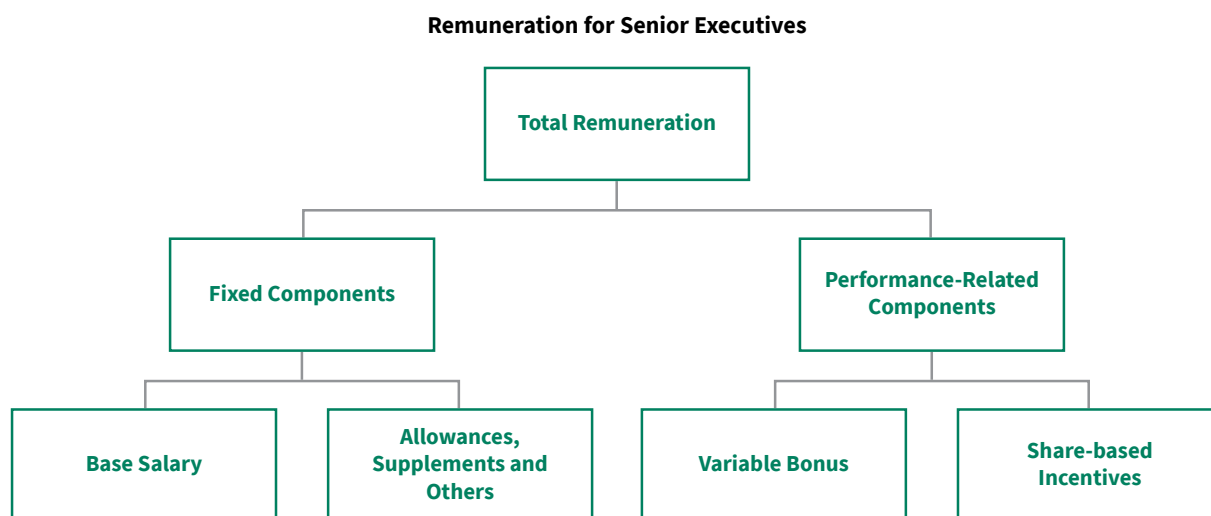 Remuneration for Senior Executives
Total Remuneration
Fixed Components
Performance-Related
Components
Base Salary
Allowances,
Supplements and
Others
Variable Bonus
Share-based
Incentives